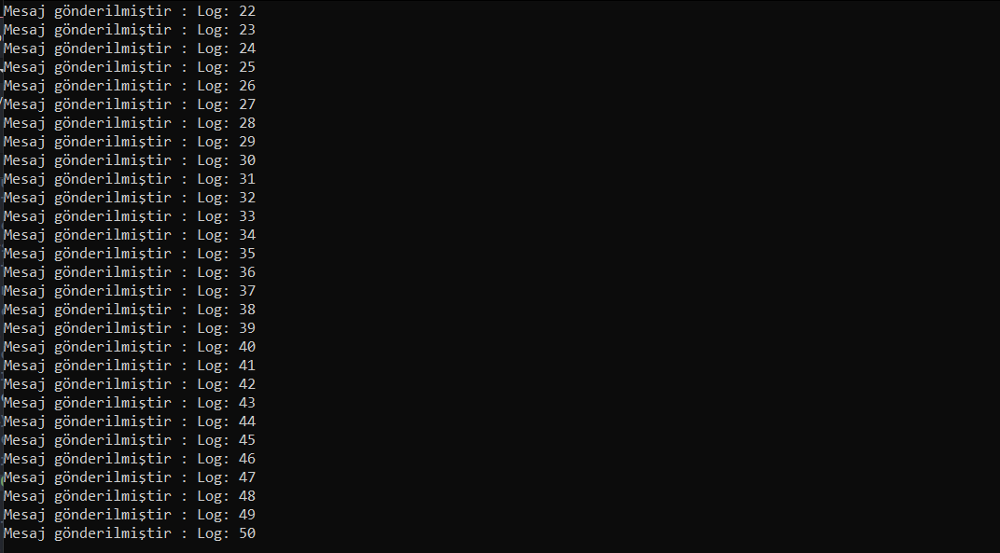 Mesaj gönderilmiştir : Log: 22
Mesaj gönderilmiştir : Log: 23
Mesaj gönderilmiştir : Log: 24
Mesaj gönderilmiştir : Log: 25
Mesaj gönderilmiştir : Log: 26
Mesaj gönderilmiştir : Log: 27
Mesaj gönderilmiştir : Log: 28
Mesaj gönderilmiştir : Log: 29
Mesaj gönderilmiştir : Log: 30
Mesaj gönderilmiştir : Log: 31
Mesaj gönderilmiştir : Log: 32
Mesaj gönderilmiştir : Log: 33
Mesaj gönderilmiştir : Log: 34
Mesaj gönderilmiştir : Log: 35
Mesaj gönderilmiştir : Log: 36
Mesaj gönderilmiştir : Log: 37
Mesaj gönderilmiştir : Log: 38
Mesaj gönderilmiştir : Log: 39
Mesaj gönderilmiştir : Log: 40
Mesaj gönderilmiştir : Log: 41
Mesaj gönderilmiştir : Log: 42
Mesaj gönderilmiştir : Log: 43
Mesaj gönderilmiştir : Log: 44
Mesaj gönderilmiştir : Log: 45
Mesaj gönderilmiştir : Log: 46
Mesaj gönderilmiştir : Log: 47
Mesaj gönderilmiştir : Log: 48
Mesaj gönderilmiştir : Log: 49
Mesaj gönderilmiştir : Log: 50